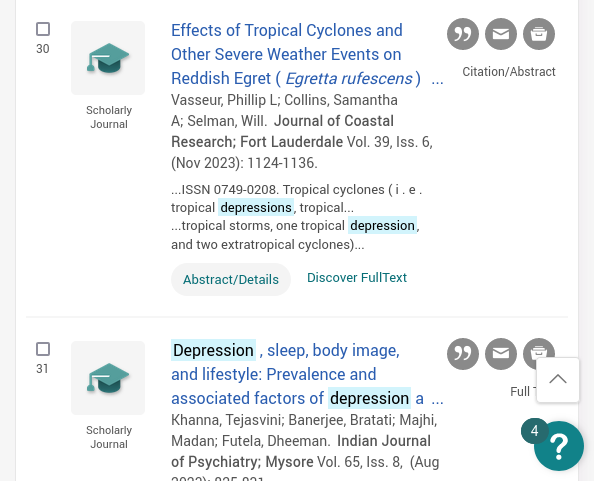 30
Scholarly
Journal
Effects of Tropical Cyclones and
Other Severe Weather Events on
Reddish Egret ( Egretta rufescens ) ...
Vasseur, Phillip L; Collins, Samantha
A; Selman, Will. Journal of Coastal
Research; Fort Lauderdale Vol. 39, Iss. 6,
(Nov 2023): 1124-1136.
...ISSN 0749-0208. Tropical cyclones ( i . e .
tropical depressions, tropical...
...tropical storms, one tropical depression,
and two extratropical cyclones)...
Abstract/Details Discover FullText
Citation/Abstract
31
Scholarly
Journal
Depression , sleep, body image,
and lifestyle: Prevalence and
associated factors of depression a ...
Khanna, Tejasvini; Banerjee, Bratati; Majhi,
Madan; Futela, Dheeman. Indian Journal
of Psychiatry; Mysore Vol. 65, Iss. 8, (Aug
Full
4
?